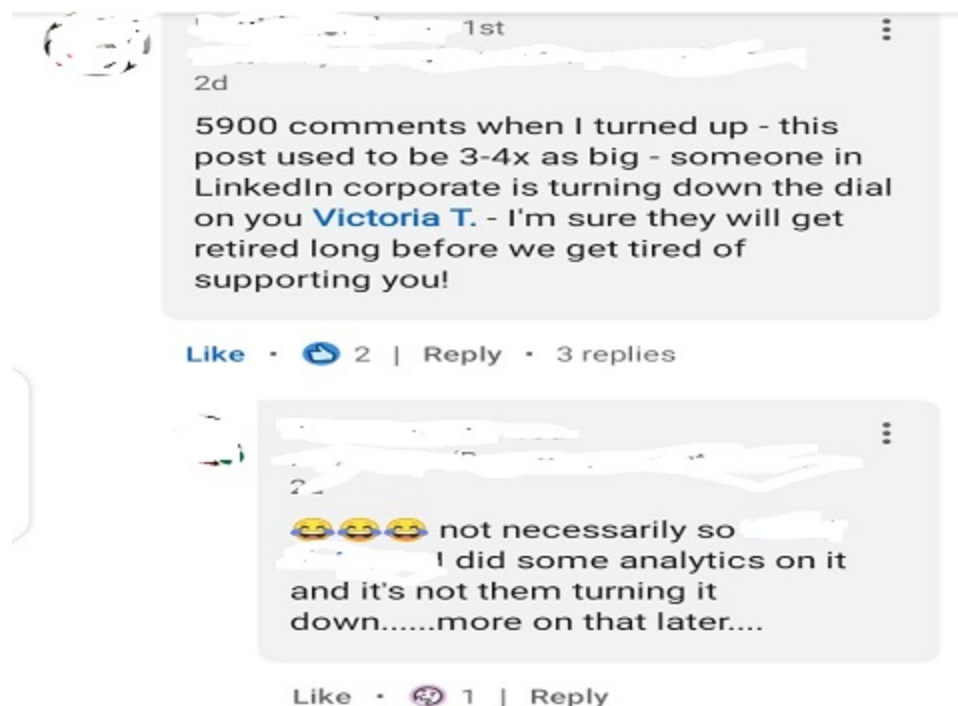 1st
2d
5900 comments when I turned up - this
post used to be 3-4x as big - someone in
LinkedIn corporate is turning down the dial
on you Victoria T. - I'm sure they will get
retired long before we get tired of
supporting you!
Like · 2 | Reply · 3 replies
😂😂😂 not necessarily so
I did some analytics on it
and it's not them turning it
down......more on that later....
Like · 1 | Reply